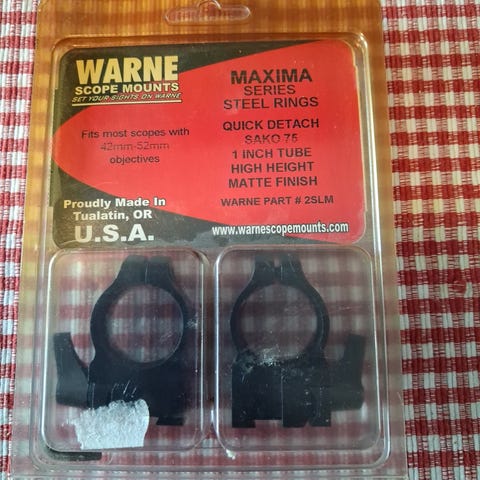 WARNE
SCOPE MOUNTS
SET YOUR SIGHTS ON WARNE
MAXIMA
SERIES
STEEL RINGS
Fits most scopes with
42mm-52mm
objectives
QUICK DETACH
SAKO 75
1 INCH TUBE
HIGH HEIGHT
MATTE FINISH
WARNE PART # 2SLM
Proudly Made In
Tualatin, OR
U.S.A.
www.warnescopemounts.com